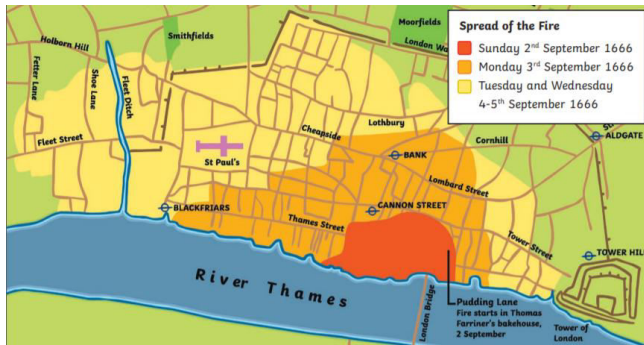 Spread of the Fire
Sunday 2nd September 1666
Monday 3rd September 1666
Tuesday and Wednesday
4-5th September 1666
Moorfields
London Wa
Smithfields
Holborn Hill
Fetter Lane
Shoe Lane
Fleet Ditch
Fleet Street
St Paul's
Cheapside
Lothbury
BANK
Cornhill
ALDGATE
Lombard Street
CANNON STREET
BLACKFRIARS
Thames Street
Tower Street
TOWER HILL
River Thames
London Bridge
Pudding Lane
Fire starts in Thomas
Farriner's bakehouse,
2 September
Tower of
London